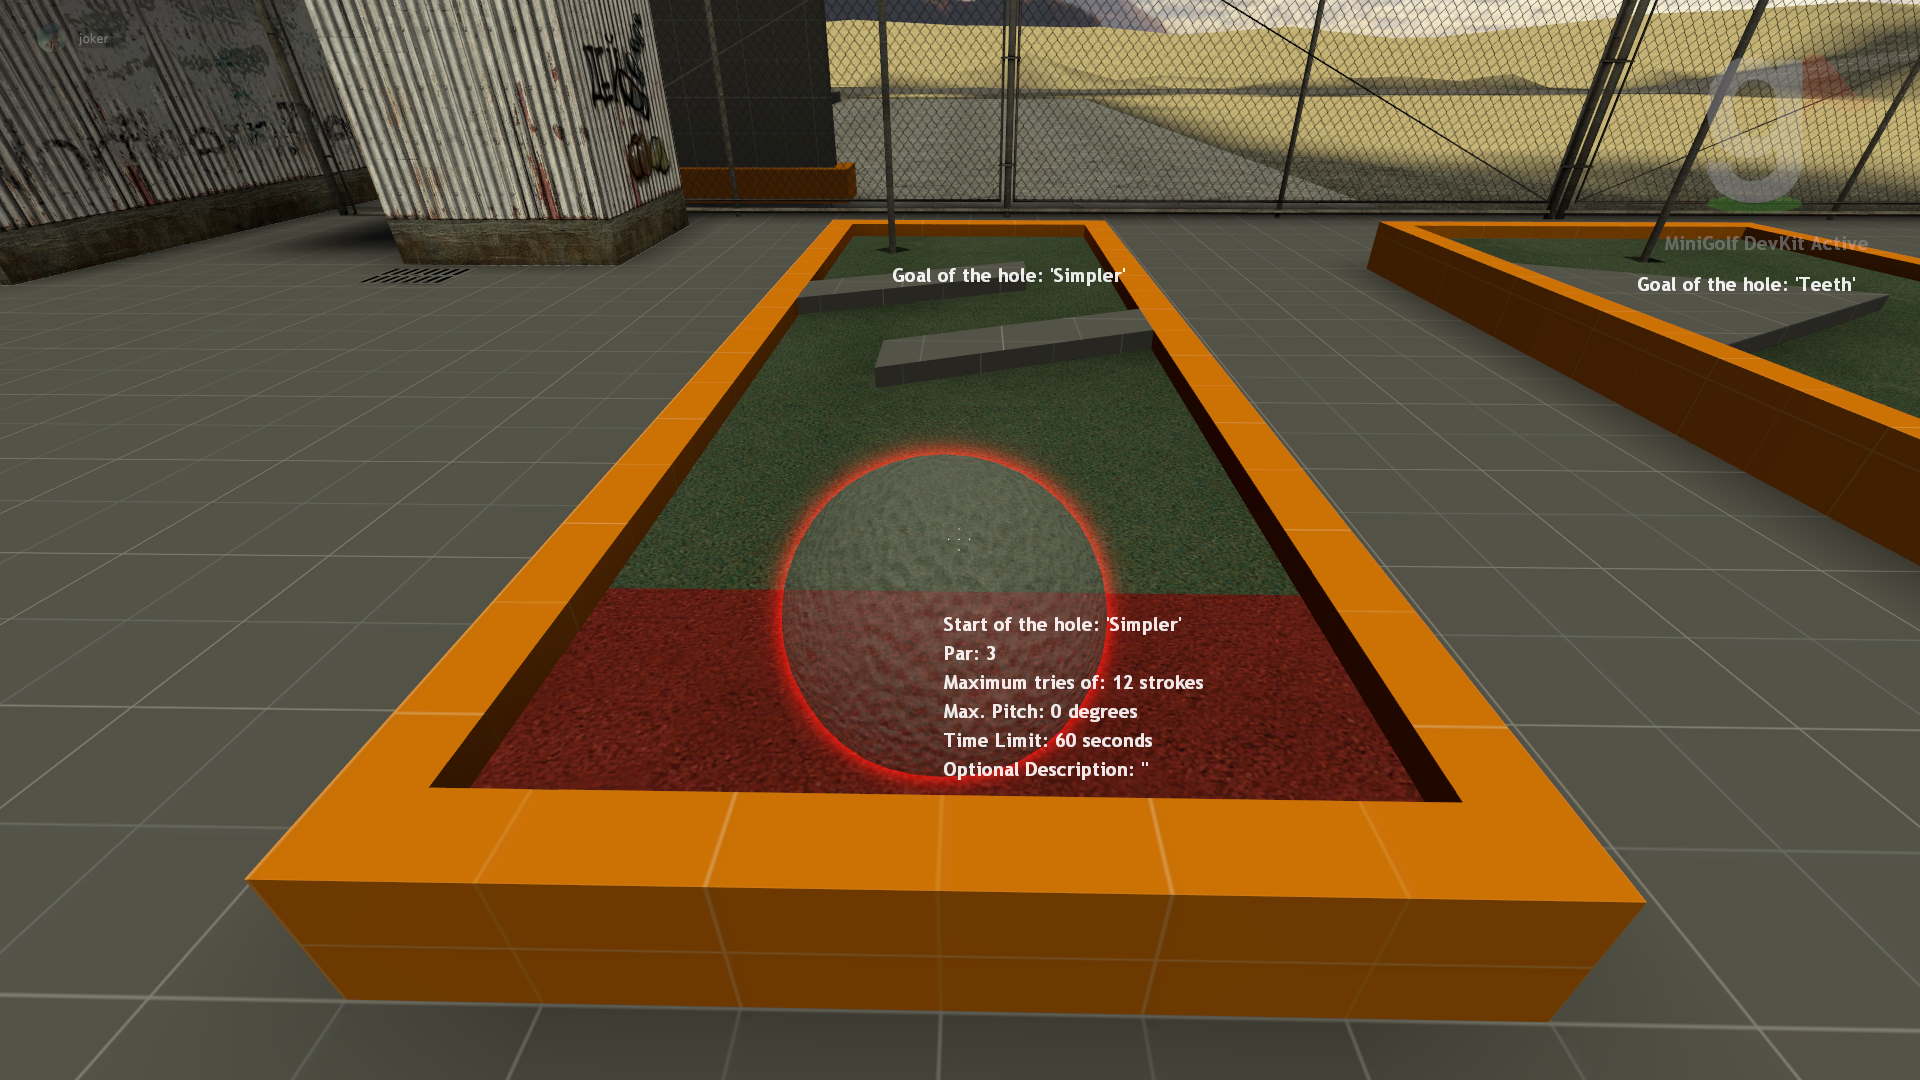 joker
MiniGolf DevKit Active
Goal of the hole: 'Simpler'
Goal of the hole: 'Teeth'
Start of the hole: 'Simpler'
Par: 3
Maximum tries of: 12 strokes
Max. Pitch: 0 degrees
Time Limit: 60 seconds
Optional Description: ''